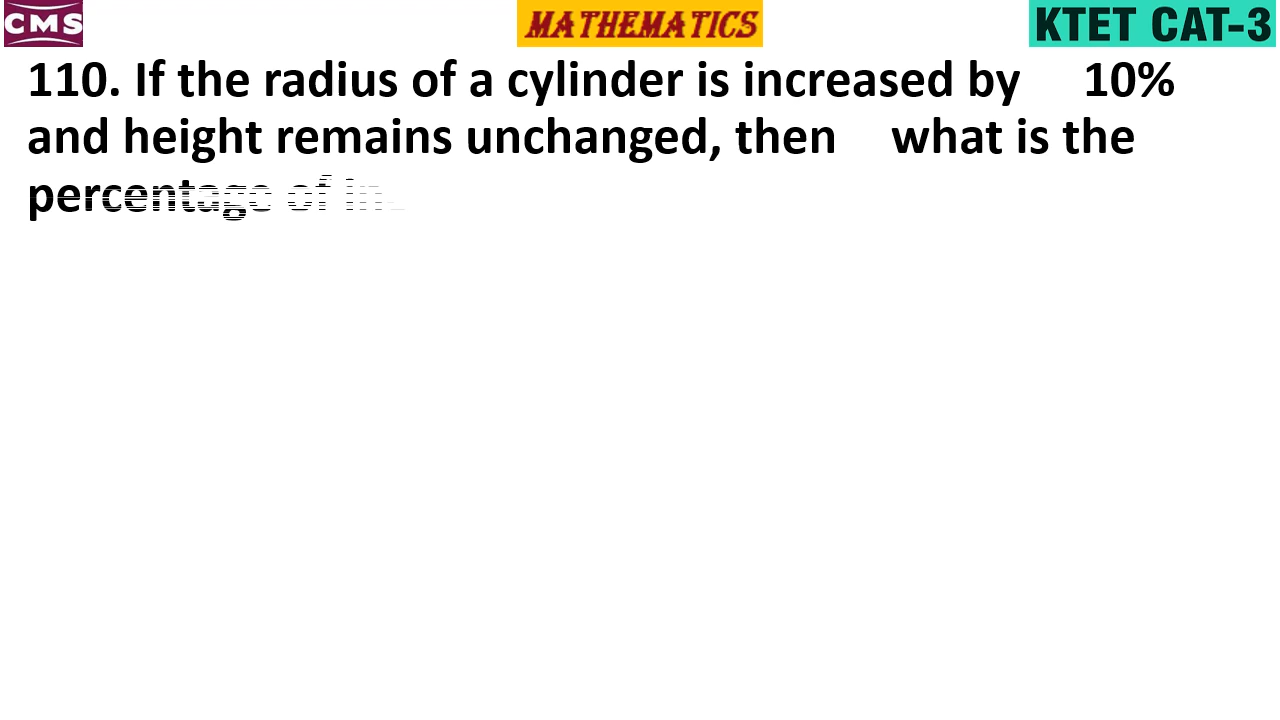 CMS
MATHEMATICS
KTET CAT-3
110. If the radius of a cylinder is increased by 10%
and height remains unchanged, then what is the
percentage of